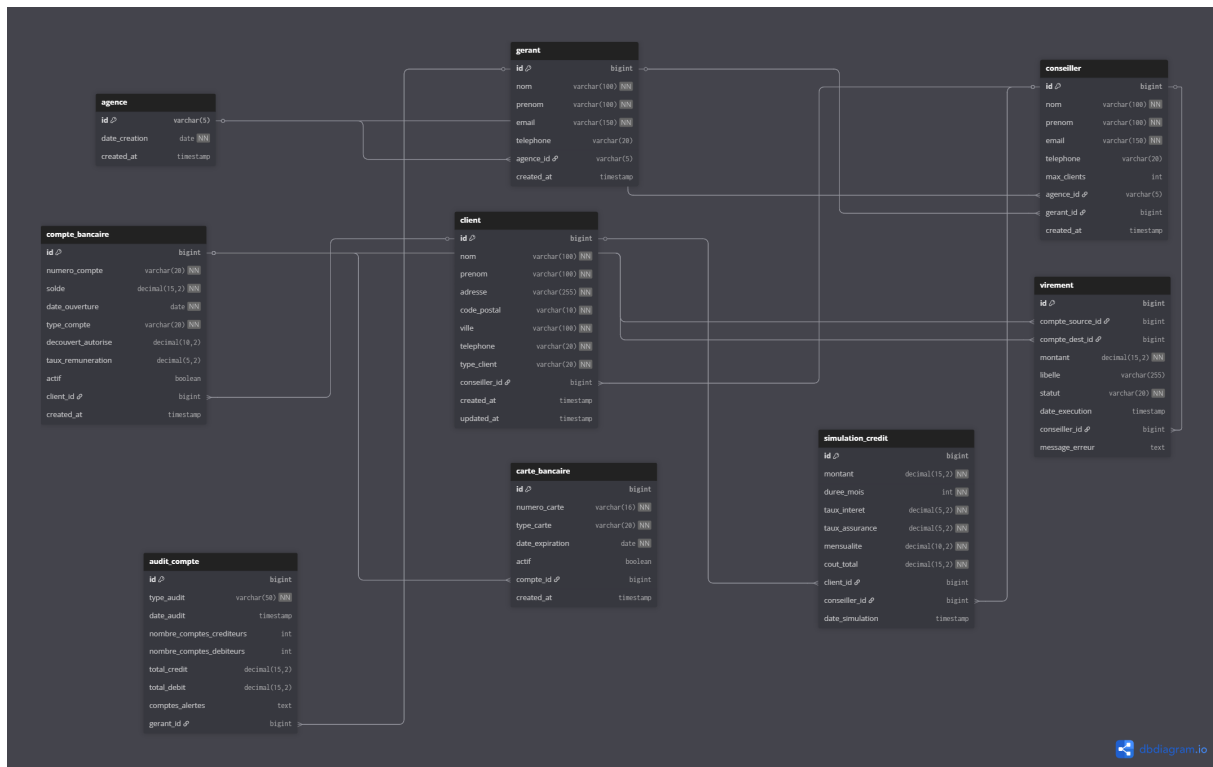 agence
id varchar(5)
date_creation date NN
created_at timestamp
gerant
id bigint
nom varchar(100) NN
prenom varchar(100) NN
email varchar(150) NN
telephone varchar(20)
agence_id varchar(5)
created_at timestamp
conseiller
id bigint
nom varchar(100) NN
prenom varchar(100) NN
email varchar(150) NN
telephone varchar(20)
max_clients int
agence_id varchar(5)
gerant_id bigint
created_at timestamp
compte_bancaire
id bigint
numero_compte varchar(20) NN
solde decimal(15,2) NN
date_ouverture date NN
type_compte varchar(20) NN
decouvert_autorise decimal(10,2)
taux_remuneration decimal(5,2)
actif boolean
client_id bigint
created_at timestamp
client
id bigint
nom varchar(100) NN
prenom varchar(100) NN
adresse varchar(255) NN
code_postal varchar(10) NN
ville varchar(100) NN
telephone varchar(20) NN
type_client varchar(20) NN
conseiller_id bigint
created_at timestamp
updated_at timestamp
virement
id bigint
compte_source_id bigint
compte_dest_id bigint
montant decimal(15,2) NN
libelle varchar(255)
statut varchar(20) NN
date_execution timestamp
conseiller_id bigint
message_erreur text
simulation_credit
id bigint
montant decimal(15,2) NN
duree_mois int NN
taux_interet decimal(5,2) NN
taux_assurance decimal(5,2) NN
mensualite decimal(10,2) NN
cout_total decimal(15,2) NN
client_id bigint
conseiller_id bigint
date_simulation timestamp
carte_bancaire
id bigint
numero_carte varchar(16) NN
type_carte varchar(20) NN
date_expiration date NN
actif boolean
compte_id bigint
created_at timestamp
audit_compte
id bigint
type_audit varchar(50) NN
date_audit timestamp
nombre_comptes_crediteurs int
nombre_comptes_debiteurs int
total_credit decimal(15,2)
total_debit decimal(15,2)
comptes_alertes text
gerant_id bigint
dbdiagram.io